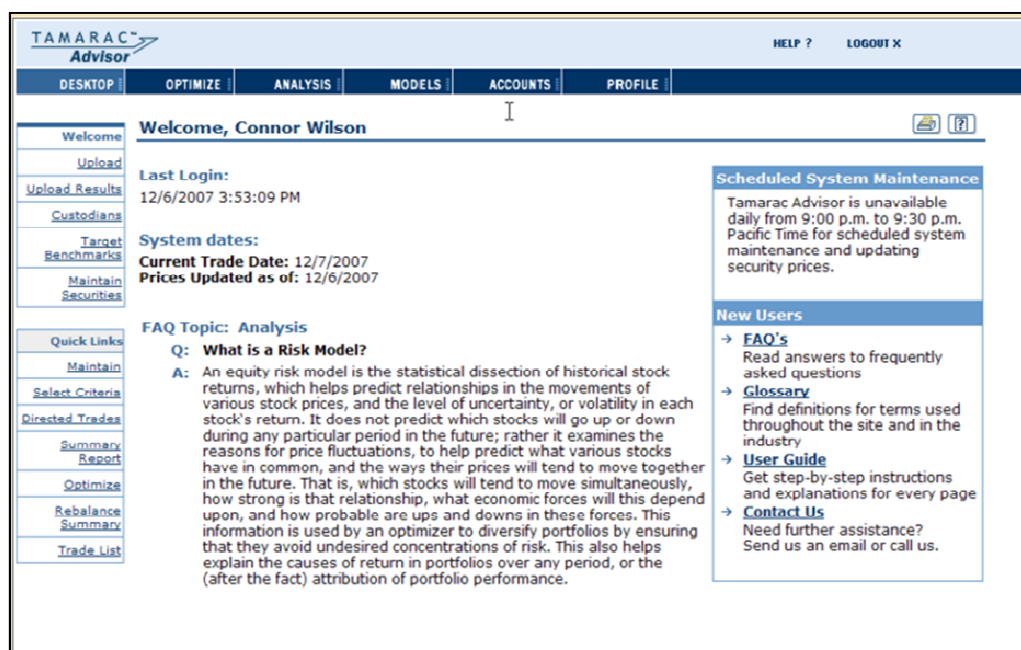 TAMARAC
Advisor
HELP ?
LOGOUT X
DESKTOP
OPTIMIZE
ANALYSIS
MODELS
ACCOUNTS
PROFILE
Welcome
Upload
Upload Results
Custodians
Target
Benchmarks
Maintain
Securities
Quick Links
Maintain
Select Criteria
Directed Trades
Summary
Report
Optimize
Rebalance
Summary
Trade List
Welcome, Connor Wilson
Last Login:
12/6/2007 3:53:09 PM
System dates:
Current Trade Date: 12/7/2007
Prices Updated as of: 12/6/2007
FAQ Topic: Analysis
Q: What is a Risk Model?
A: An equity risk model is the statistical dissection of historical stock
returns, which helps predict relationships in the movements of
various stock prices, and the level of uncertainty, or volatility in each
stock's return. It does not predict which stocks will go up or down
during any particular period in the future; rather it examines the
reasons for price fluctuations, to help predict what various stocks
have in common, and the ways their prices will tend to move together
in the future. That is, which stocks will tend to move simultaneously,
how strong is that relationship, what economic forces will this depend
upon, and how probable are ups and downs in these forces. This
information is used by an optimizer to diversify portfolios by ensuring
that they avoid undesired concentrations of risk. This also helps
explain the causes of return in portfolios over any period, or the
(after the fact) attribution of portfolio performance.
Scheduled System Maintenance
Tamarac Advisor is unavailable
daily from 9:00 p.m. to 9:30 p.m.
Pacific Time for scheduled system
maintenance and updating
security prices.
New Users
→ FAQ's
Read answers to frequently
asked questions
→ Glossary
Find definitions for terms used
throughout the site and in the
industry
→ User Guide
Get step-by-step instructions
and explanations for every page
→ Contact Us
Need further assistance?
Send us an email or call us.